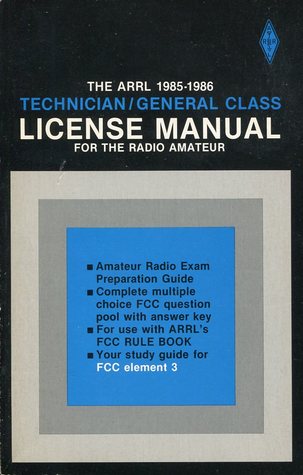 THE ARRL 1985-1986
TECHNICIAN/GENERAL CLASS
LICENSE MANUAL
FOR THE RADIO AMATEUR
■ Amateur Radio Exam
Preparation Guide
■ Complete multiple
choice FCC question
pool with answer key
■ For use with ARRL's
FCC RULE BOOK
■ Your study guide for
FCC element 3